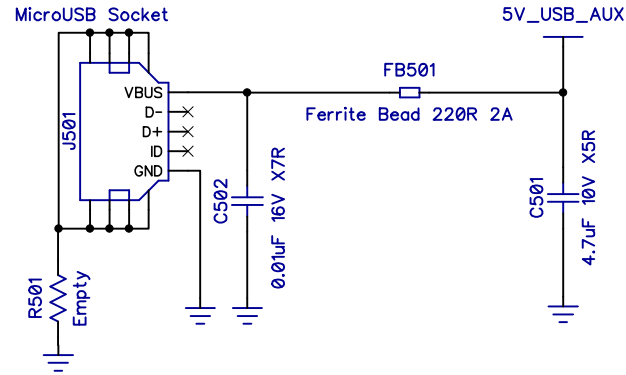 MicroUSB Socket
5V_USB_AUX
FB501
Ferrite Bead 220R 2A
J501
VBUS
D-
D+
ID
GND
C502
0.01uF 16V X7R
C501
4.7uF 10V X5R
R501
Empty